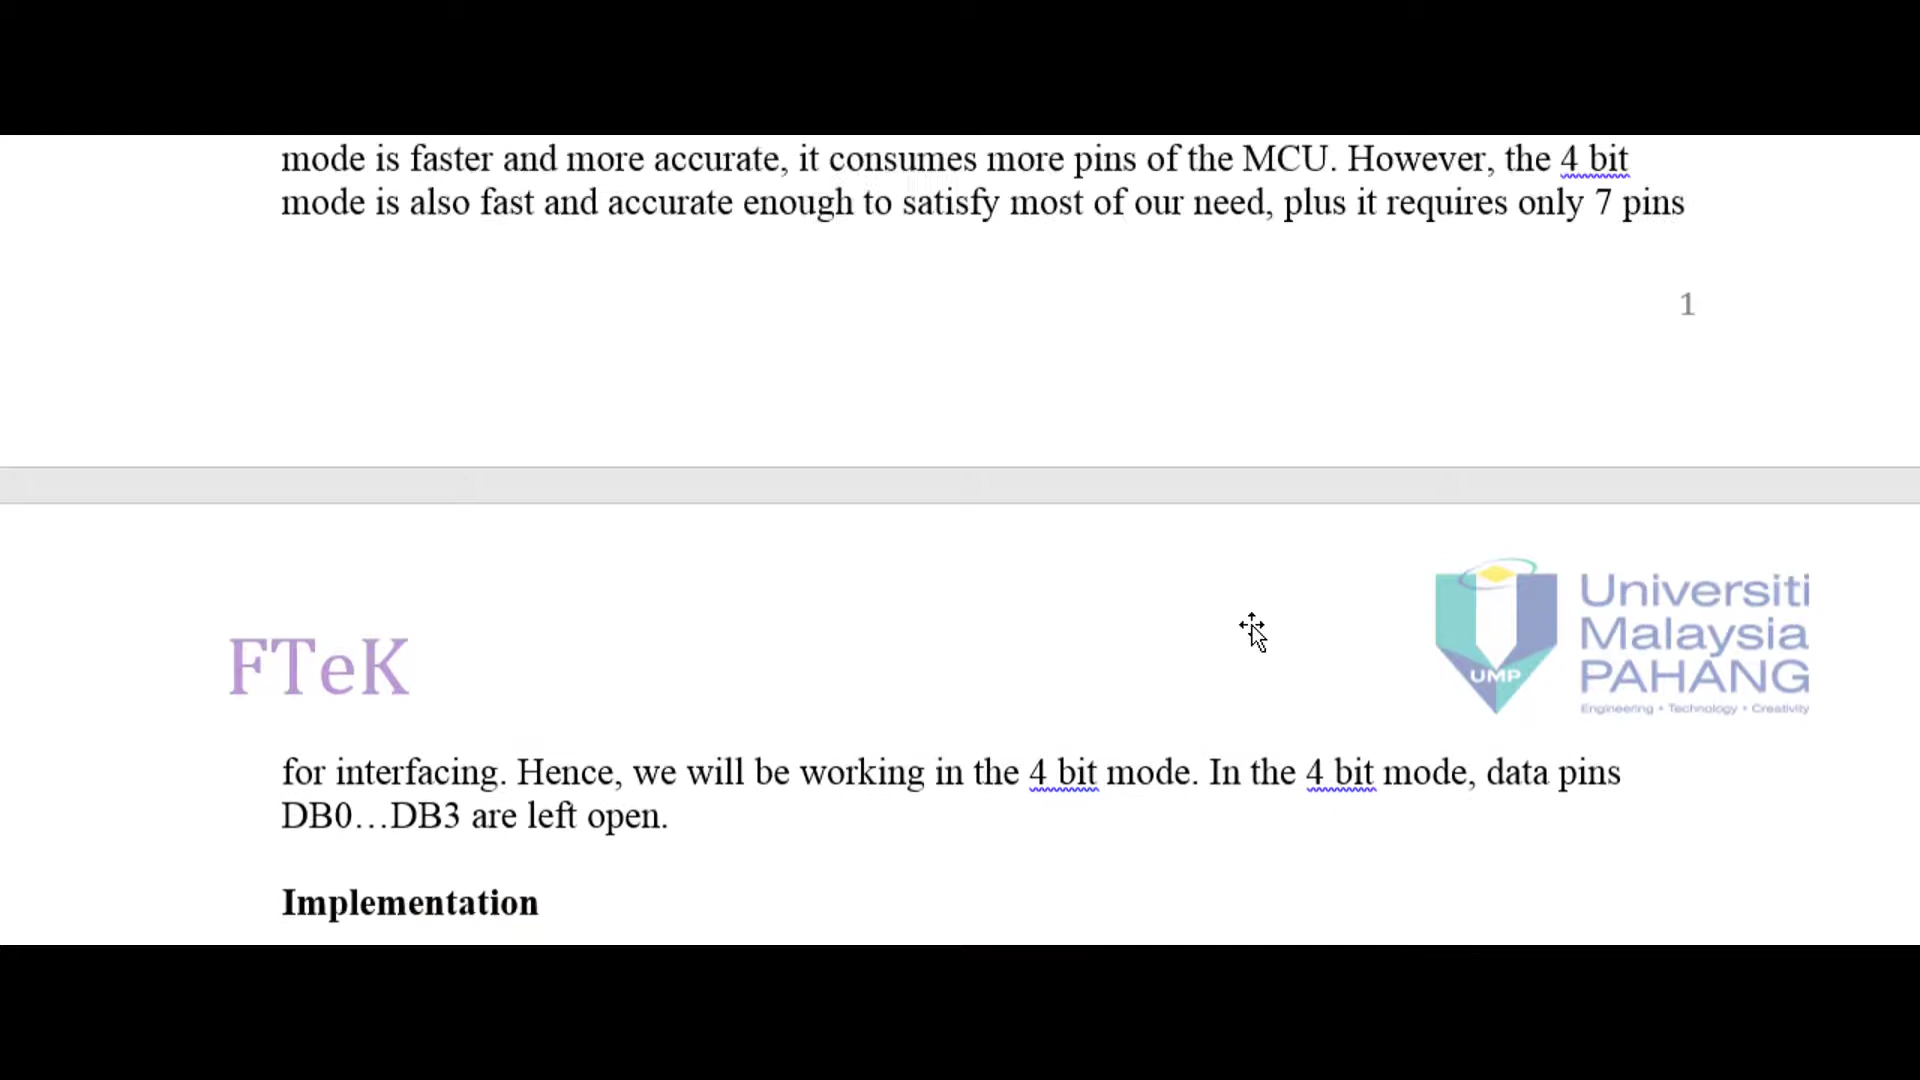 mode is faster and more accurate, it consumes more pins of the MCU. However, the 4 bit
mode is also fast and accurate enough to satisfy most of our need, plus it requires only 7 pins
1
FTeK
UMP
Universiti
Malaysia
PAHANG
Engineering • Technology • Creativity
for interfacing. Hence, we will be working in the 4 bit mode. In the 4 bit mode, data pins
DB0…DB3 are left open.
Implementation